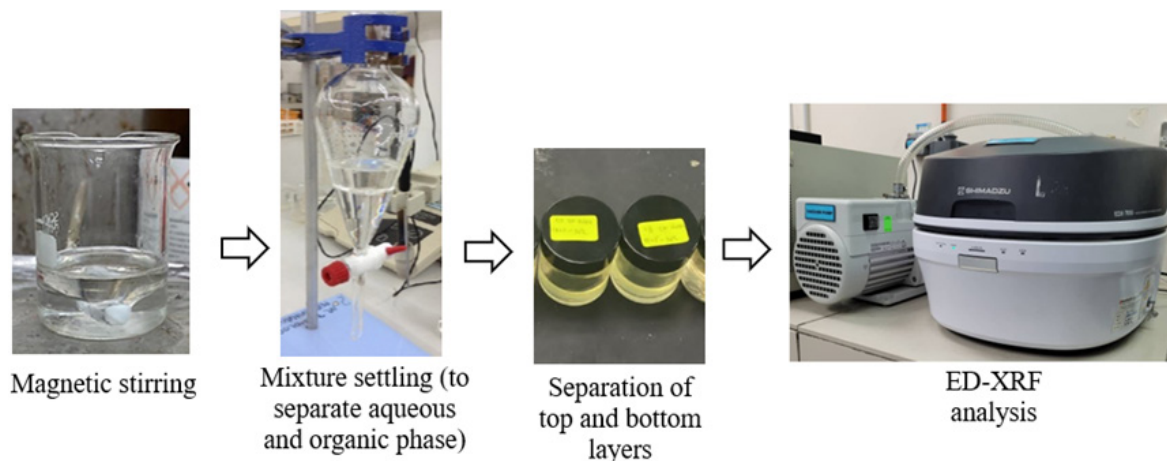 SHIMADZU
Magnetic stirring
Mixture settling (to
separate aqueous
and organic phase)
Separation of
top and bottom
layers
ED-XRF
analysis